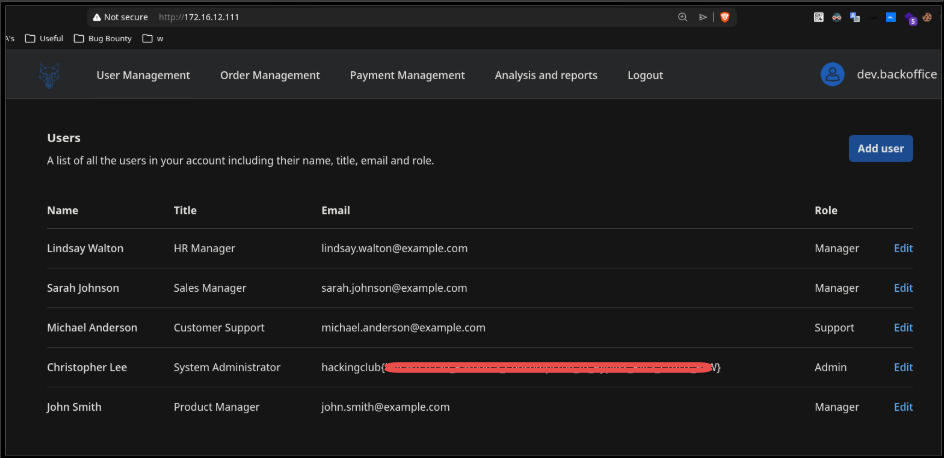 Not secure http://172.16.12.111
A's Useful Bug Bounty w
User Management Order Management Payment Management Analysis and reports Logout dev.backoffice
Users
A list of all the users in your account including their name, title, email and role.
Add user
Name Title Email Role
Lindsay Walton HR Manager lindsay.walton@example.com Manager Edit
Sarah Johnson Sales Manager sarah.johnson@example.com Manager Edit
Michael Anderson Customer Support michael.anderson@example.com Support Edit
Christopher Lee System Administrator hackingclub{ W} Admin Edit
John Smith Product Manager john.smith@example.com Manager Edit